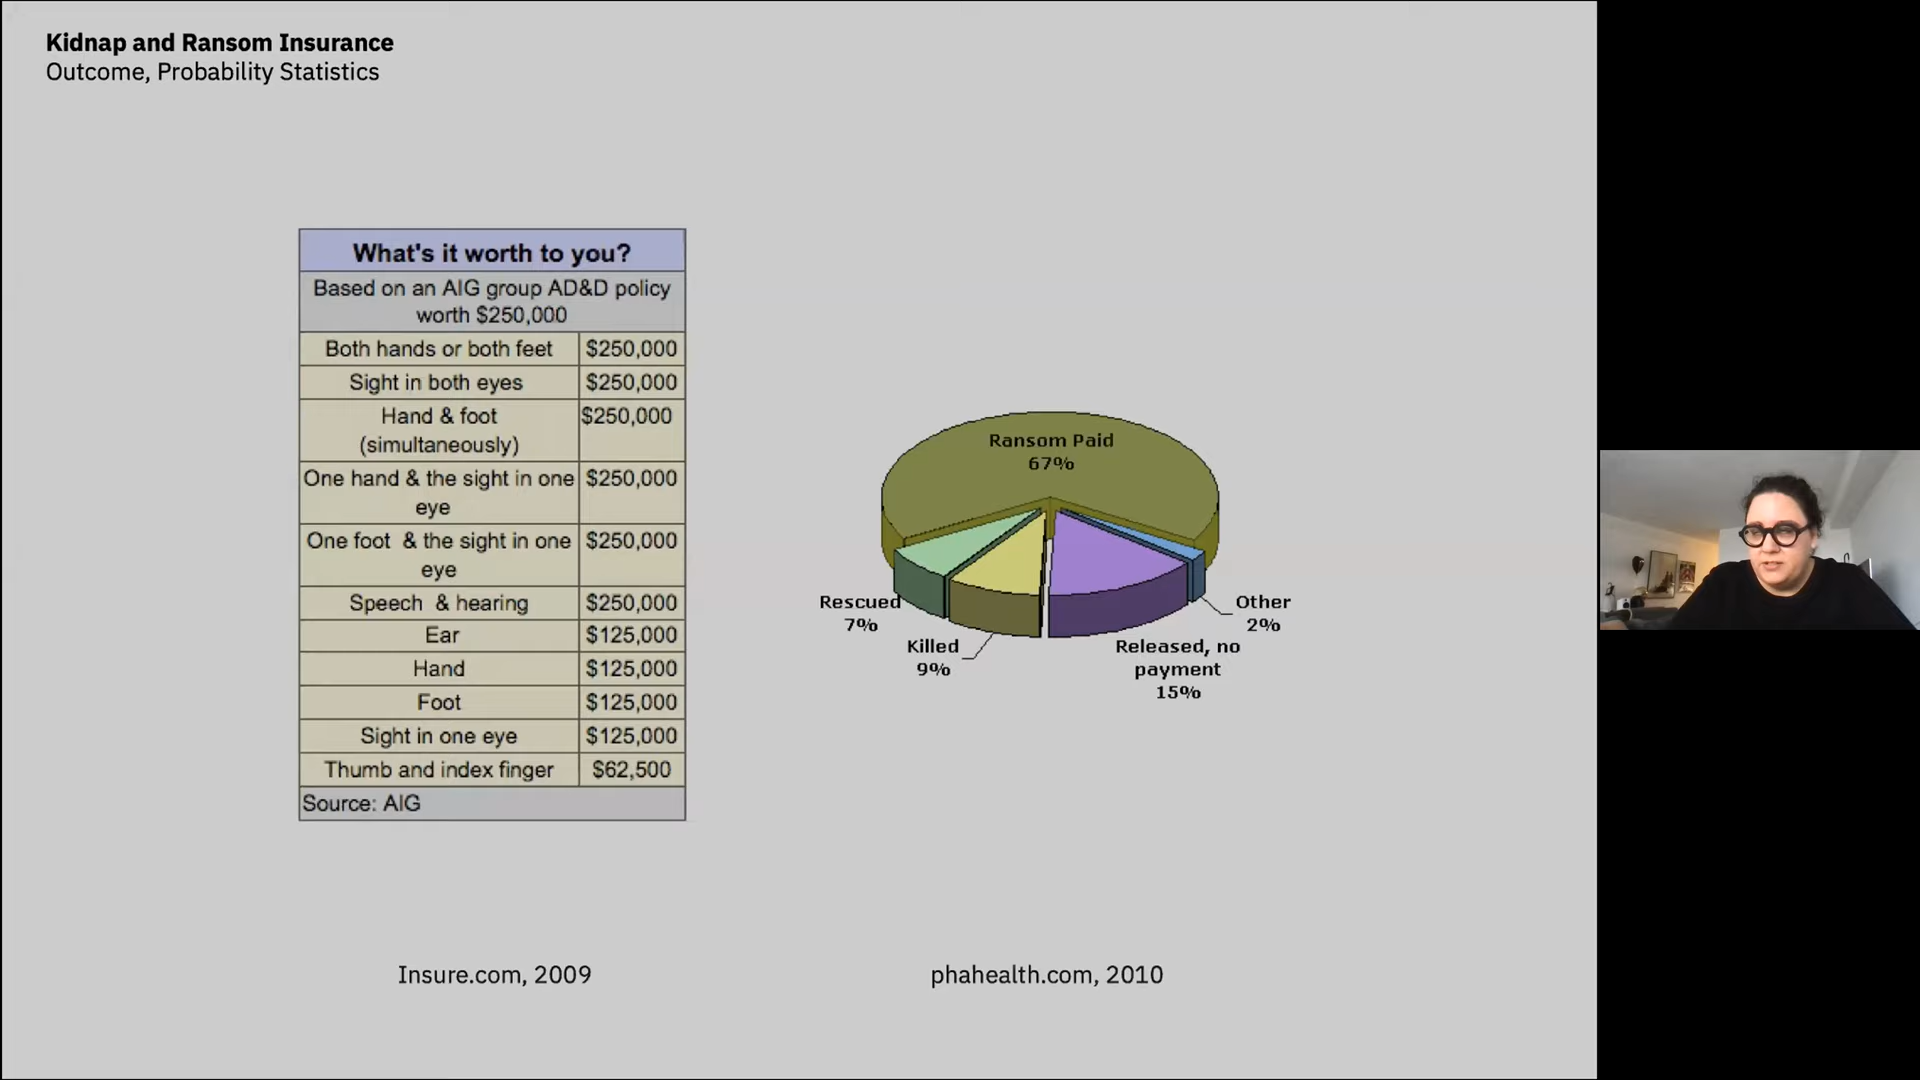 Kidnap and Ransom Insurance
Outcome, Probability Statistics
What's it worth to you?
Based on an AIG group AD&D policy
worth $250,000
Both hands or both feet $250,000
Sight in both eyes $250,000
Hand & foot $250,000
(simultaneously)
One hand & the sight in one $250,000
eye
One foot & the sight in one $250,000
eye
Speech & hearing $250,000
Ear $125,000
Hand $125,000
Foot $125,000
Sight in one eye $125,000
Thumb and index finger $62,500
Source: AIG
Insure.com, 2009
Ransom Paid
67%
Rescued
7%
Killed
9%
Released, no
payment
15%
Other
2%
phahealth.com, 2010